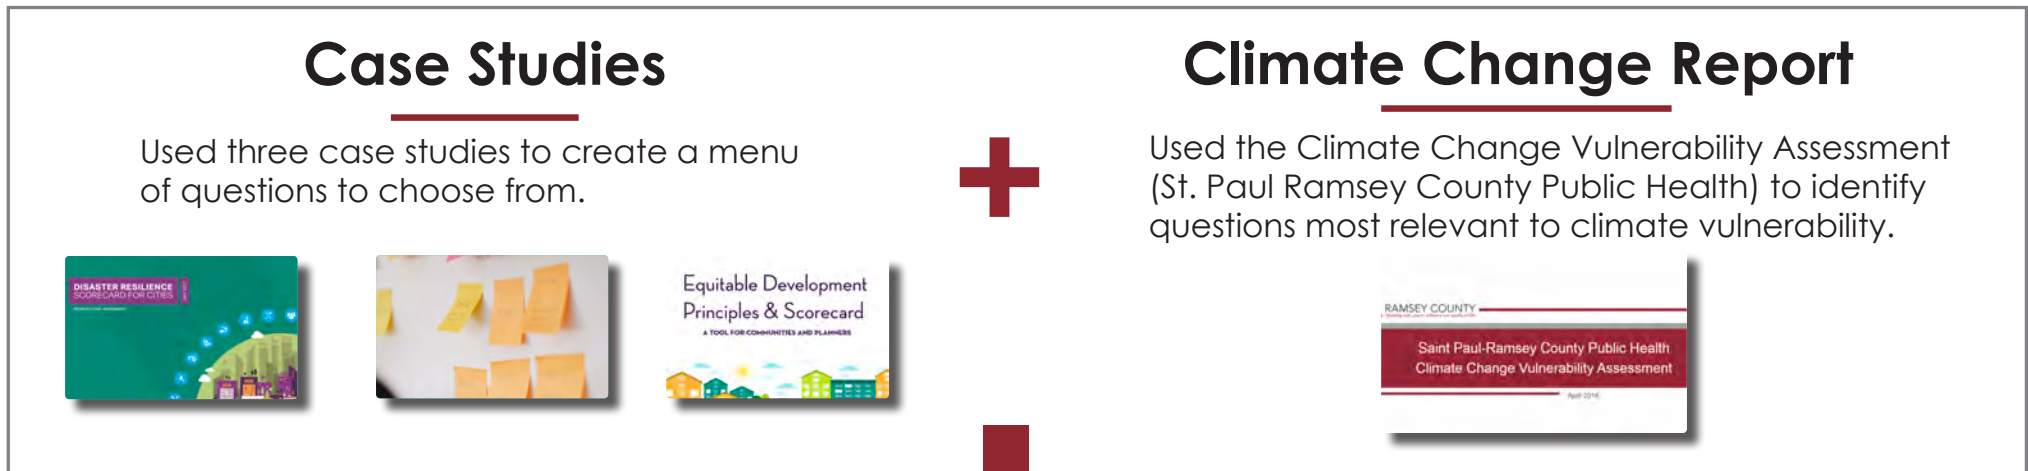 Case Studies
Used three case studies to create a menu
of questions to choose from.
DISASTER RESILIENCE
SCORECARD FOR CITIES
Equitable Development
Principles & Scorecard
A TOOL FOR COMMUNITIES AND PLANNERS
Climate Change Report
Used the Climate Change Vulnerability Assessment
(St. Paul Ramsey County Public Health) to identify
questions most relevant to climate vulnerability.
RAMSEY COUNTY
Saint Paul-Ramsey County Public Health
Climate Change Vulnerability Assessment